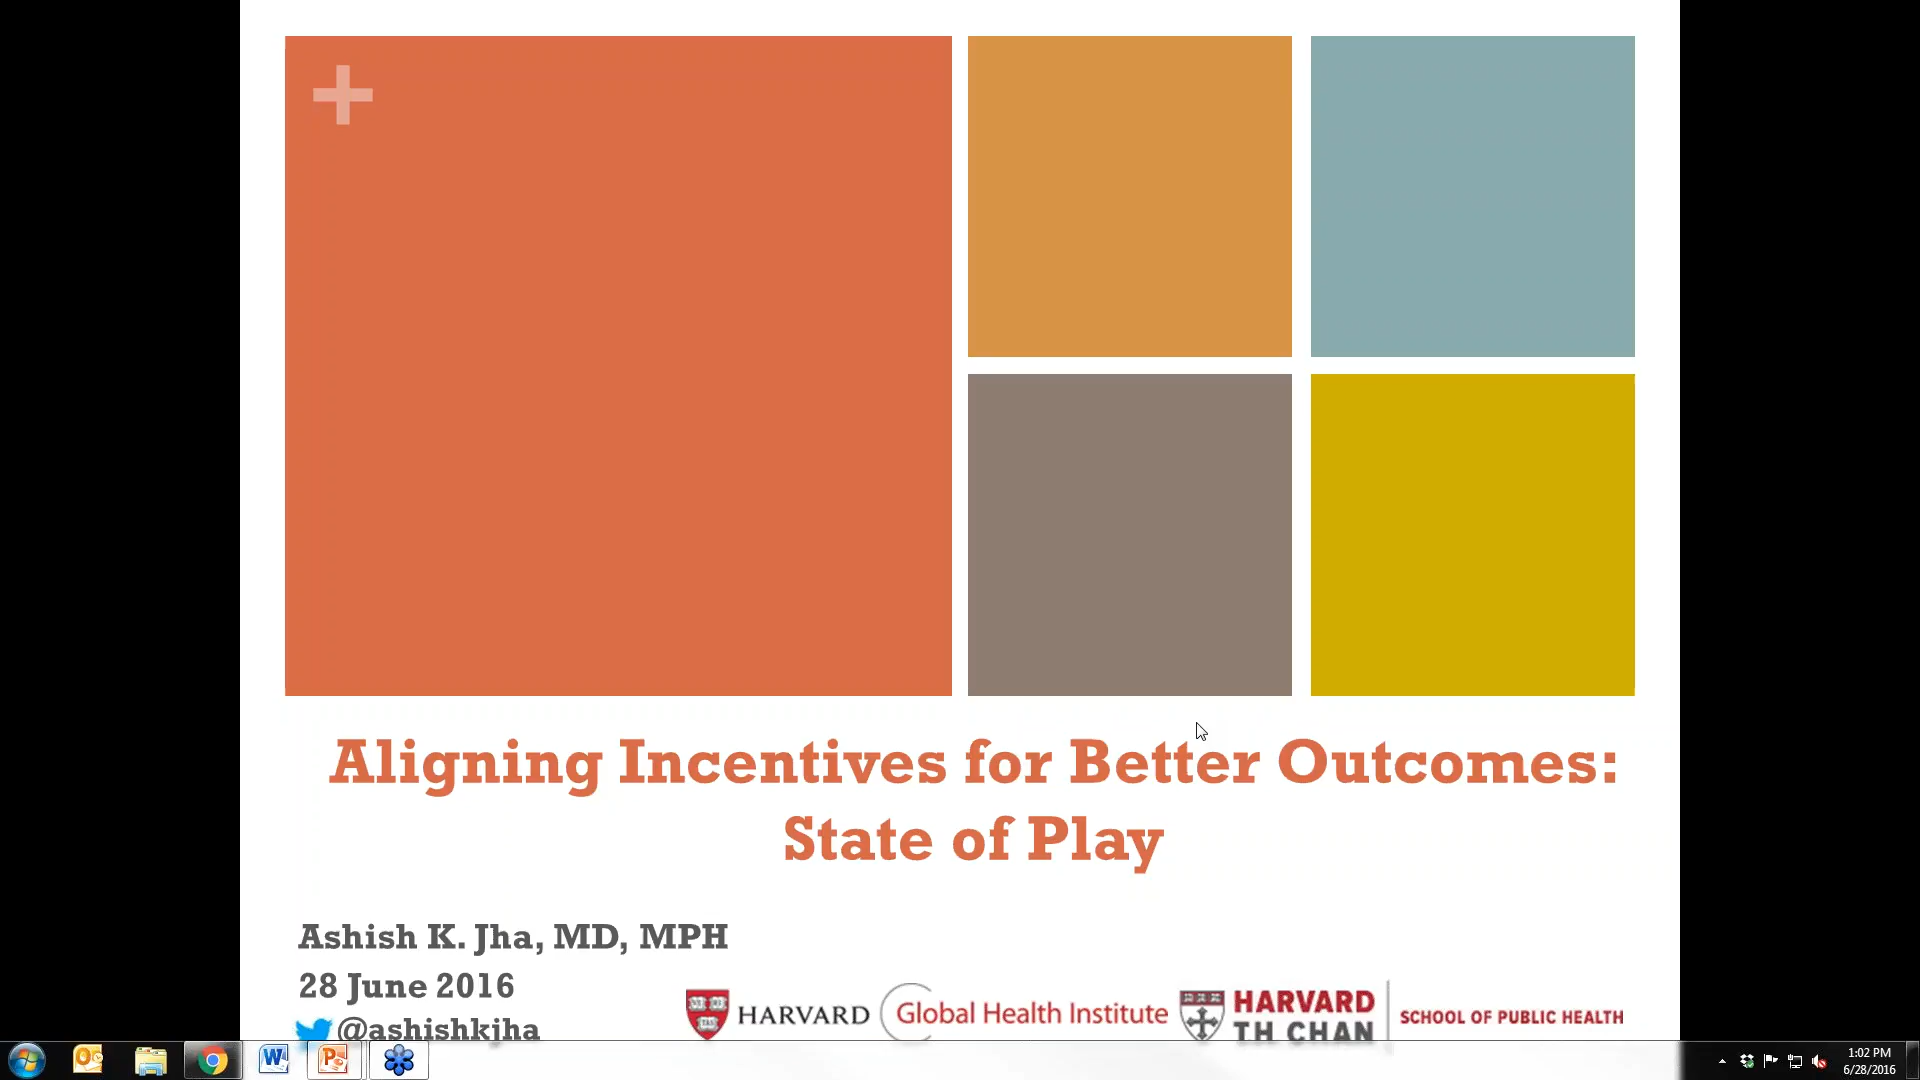 +
Aligning Incentives for Better Outcomes:
State of Play
Ashish K. Jha, MD, MPH
28 June 2016
@ashishkjha
HARVARD Global Health Institute
HARVARD
TH CHAN
SCHOOL OF PUBLIC HEALTH
1:02 PM
6/28/2016